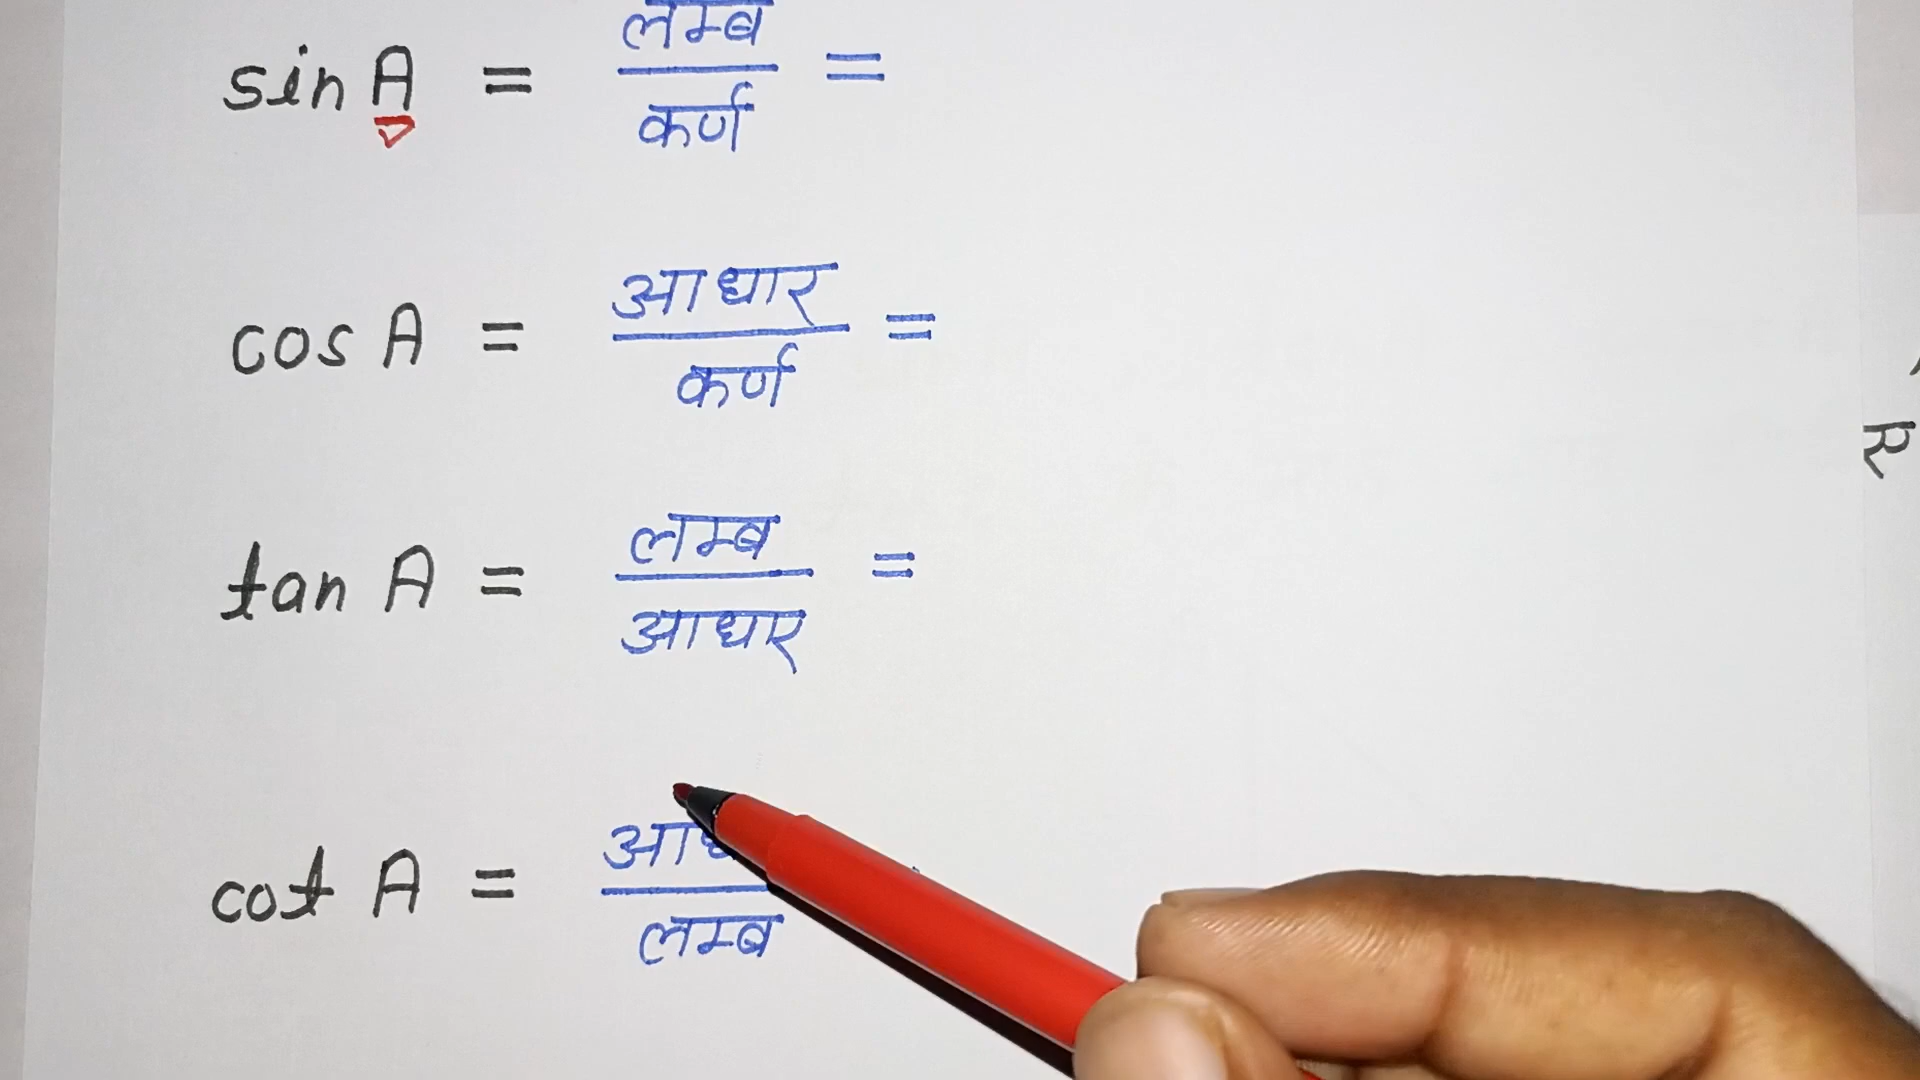 sin A = लम्ब / कर्ण =
cos A = आधार / कर्ण =
tan A = लम्ब / आधार =
cot A = / लम्ब